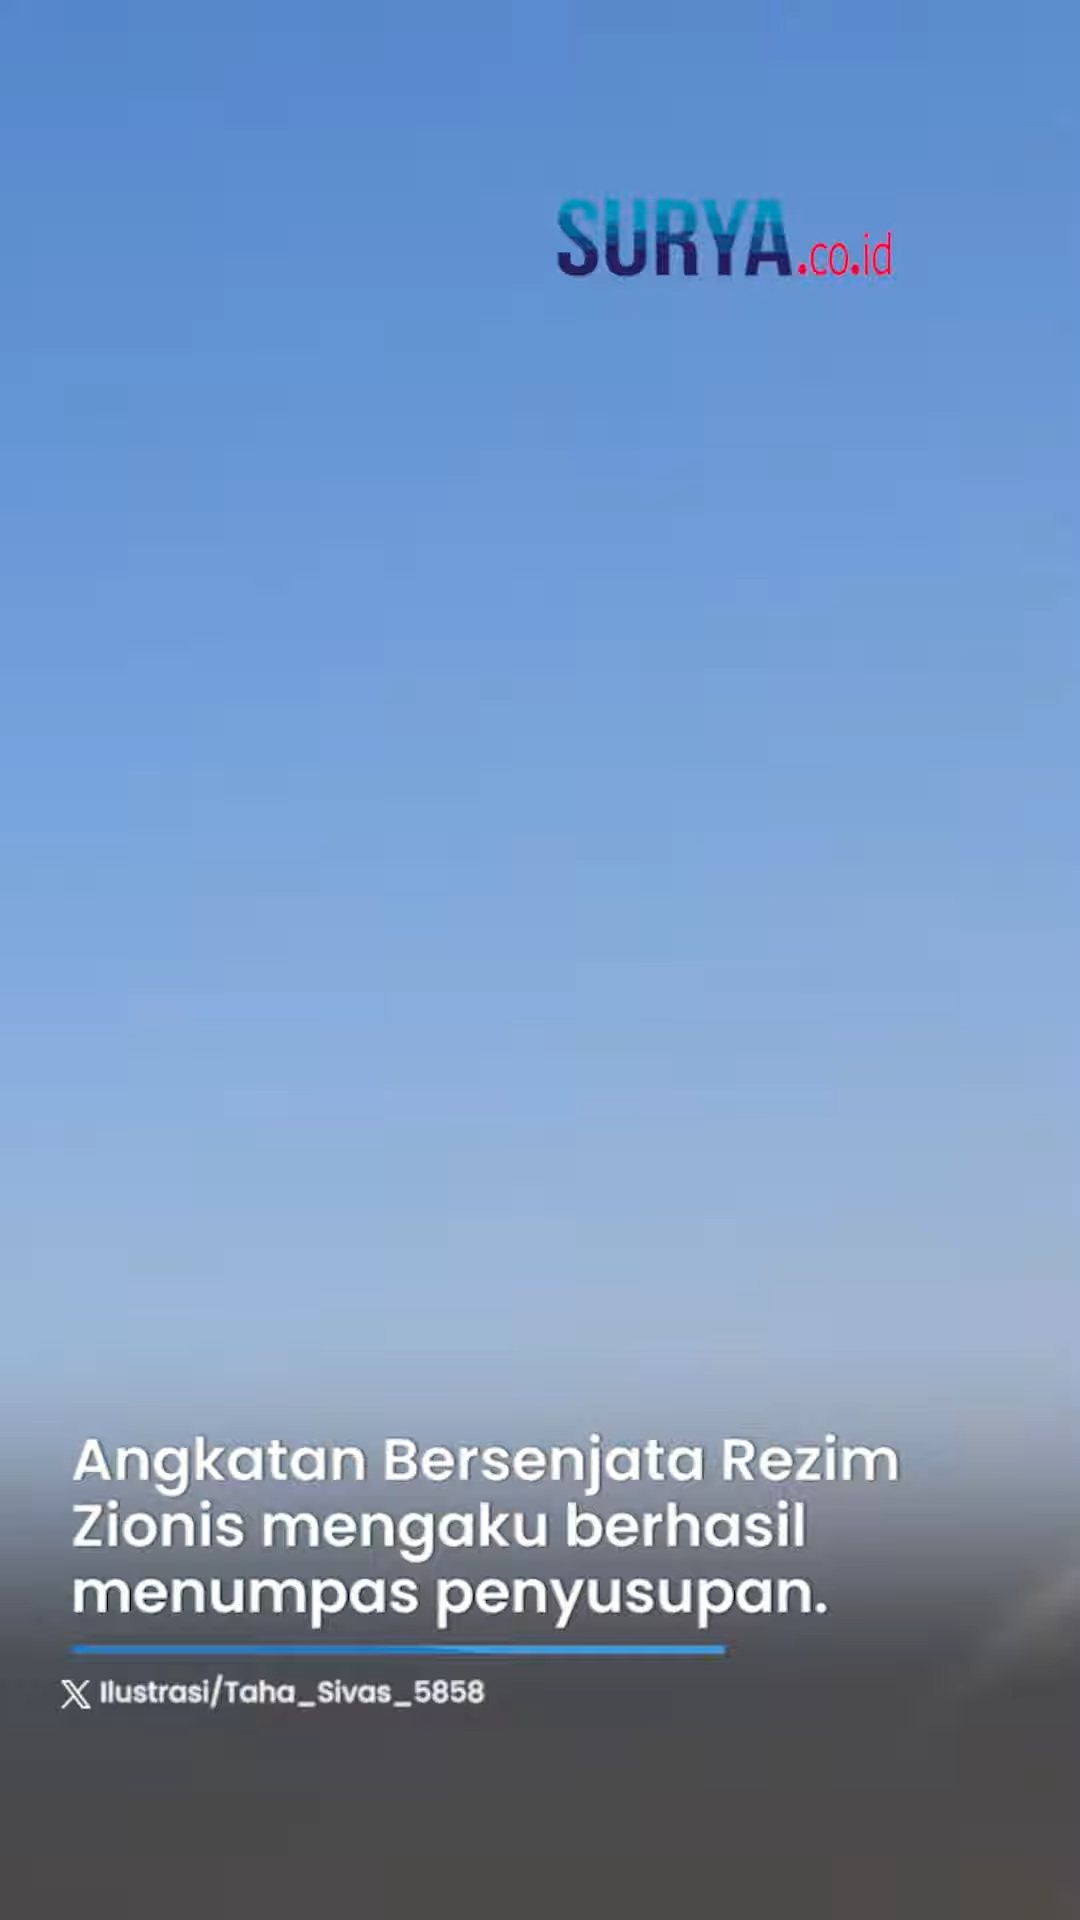 SURYA.co.id
Angkatan Bersenjata Rezim
Zionis mengaku berhasil
menumpas penyusupan.
X Ilustrasi/Taha_Sivas_5858